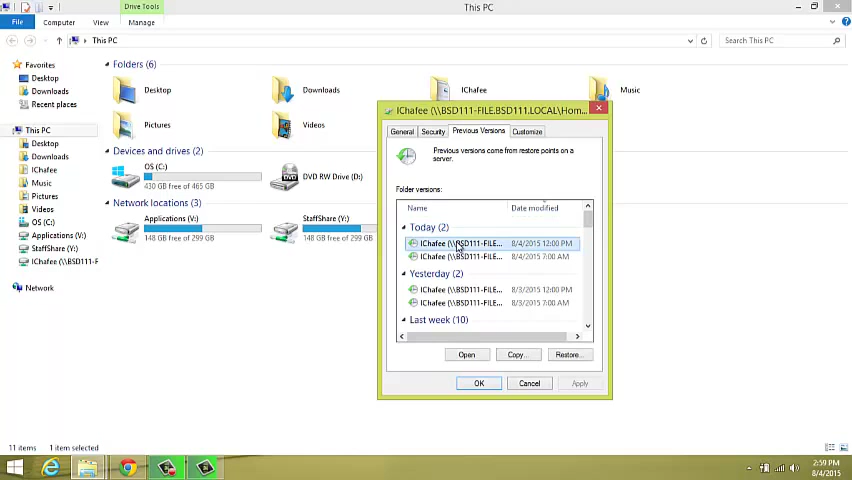 Drive Tools
This PC
File
Computer
View
Manage
This PC
Search This PC
Favorites
Desktop
Downloads
Recent places
This PC
Desktop
Downloads
IChafee
Music
Pictures
Videos
OS (C:)
Applications (V:)
StaffShare (Y:)
IChafee (\\BSD111-F
Network
Folders (6)
Desktop
Downloads
IChafee
Music
Pictures
Videos
Devices and drives (2)
OS (C:)
430 GB free of 465 GB
DVD RW Drive (D:)
Network locations (3)
Applications (V:)
148 GB free of 299 GB
StaffShare (Y:)
148 GB free of 299 GB
IChafee (\\BSD111-FILE.BSD111.LOCAL\Hom...
General
Security
Previous Versions
Customize
Previous versions come from restore points on a
server.
Folder versions:
Name
Date modified
Today (2)
IChafee (\\BSD111-FILE... 8/4/2015 12:00 PM
IChafee (\\BSD111-FILE... 8/4/2015 7:00 AM
Yesterday (2)
IChafee (\\BSD111-FILE... 8/3/2015 12:00 PM
IChafee (\\BSD111-FILE... 8/3/2015 7:00 AM
Last week (10)
Open
Copy...
Restore...
OK
Cancel
Apply
11 items
1 item selected
2:59 PM
8/4/2015